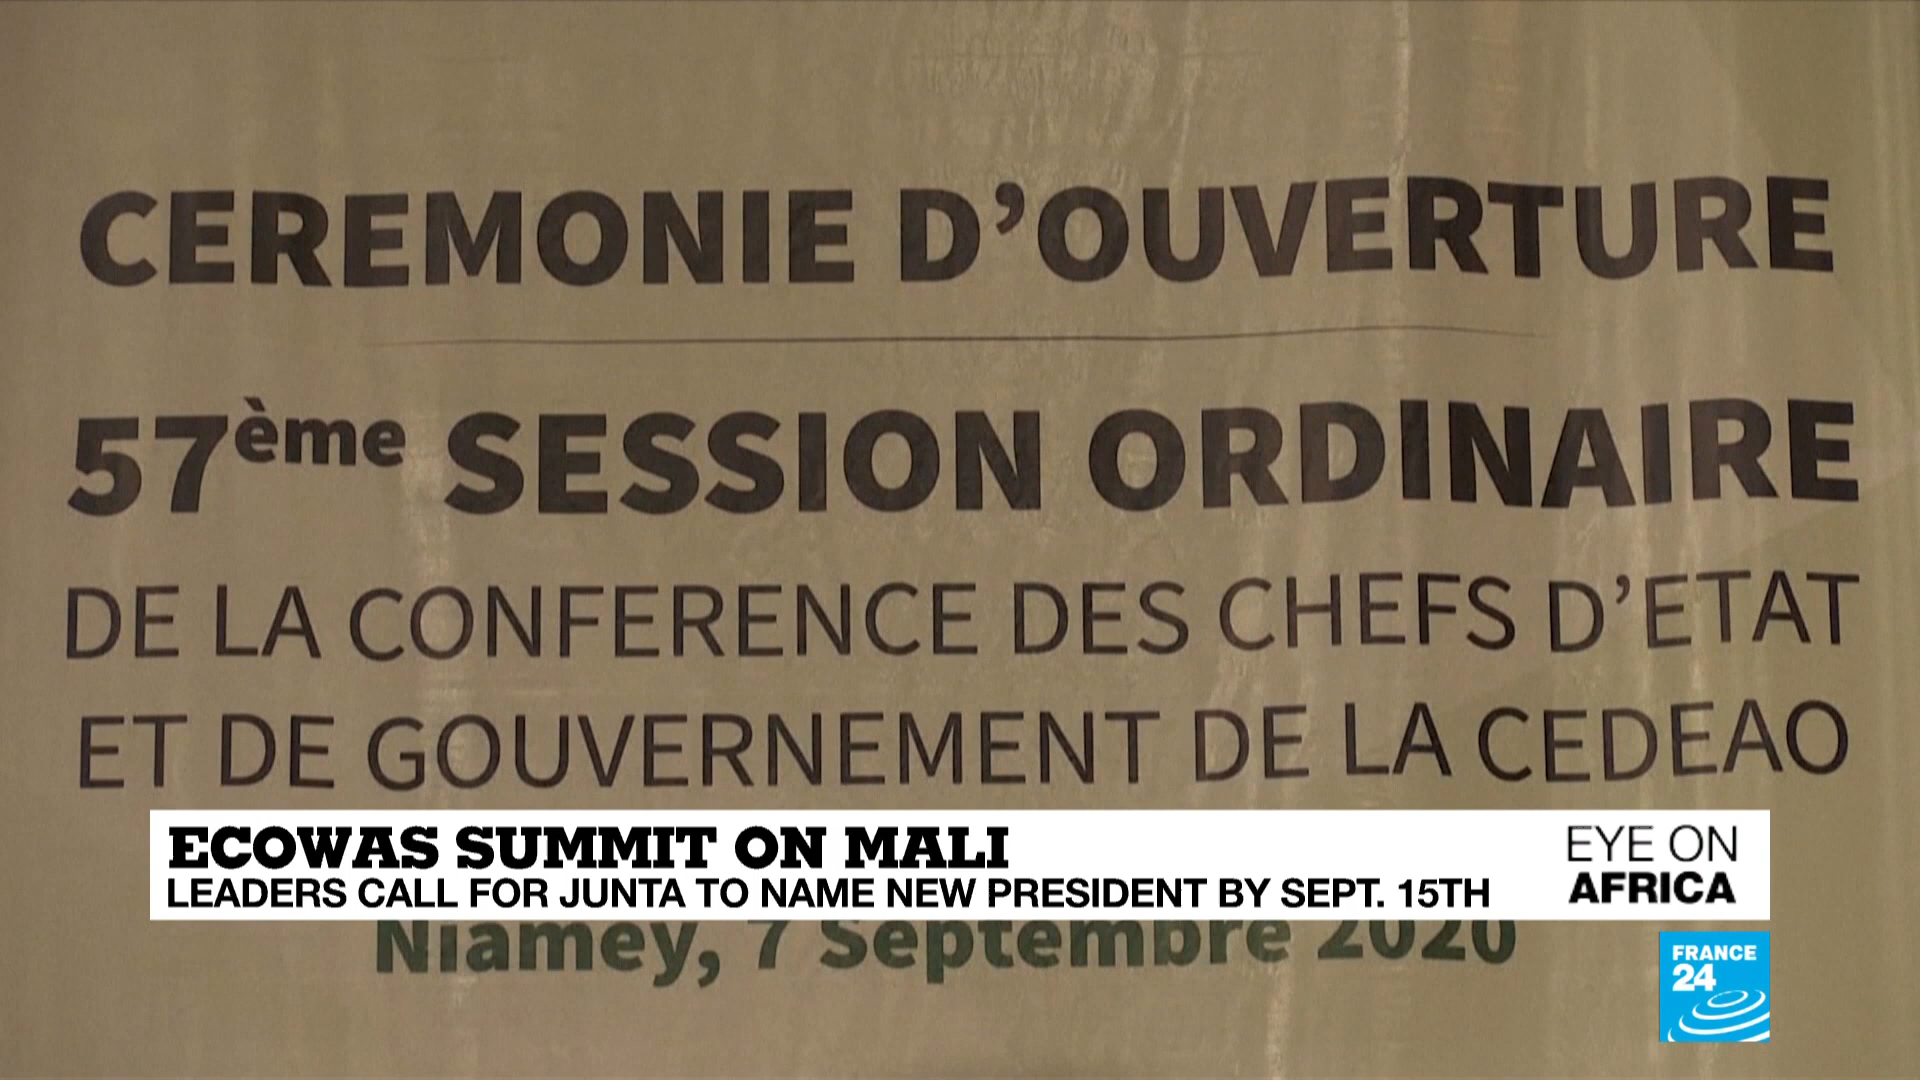 CEREMONIE D'OUVERTURE
57ème SESSION ORDINAIRE
DE LA CONFERENCE DES CHEFS D'ETAT
ET DE GOUVERNEMENT DE LA CEDEAO
ECOWAS SUMMIT ON MALI
LEADERS CALL FOR JUNTA TO NAME NEW PRESIDENT BY SEPT. 15TH
EYE ON
AFRICA
Niamey, 7 Septembre 2020
FRANCE
24